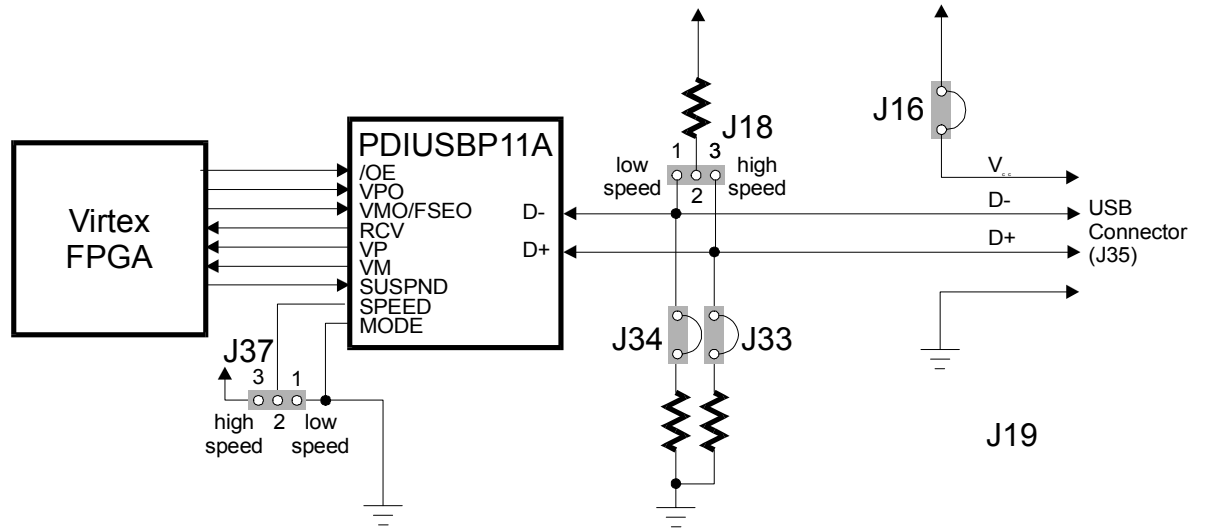 Virtex
FPGA
PDIUSBP11A
/OE
VPO
VMO/FSEO
RCV
VP
VM
SUSPND
SPEED
MODE
D-
D+
J37
3 1
2
high
speed
low
speed
J18
1 3
2
low
speed
high
speed
J34
J33
J16
V
D-
D+
USB
Connector
(J35)
J19